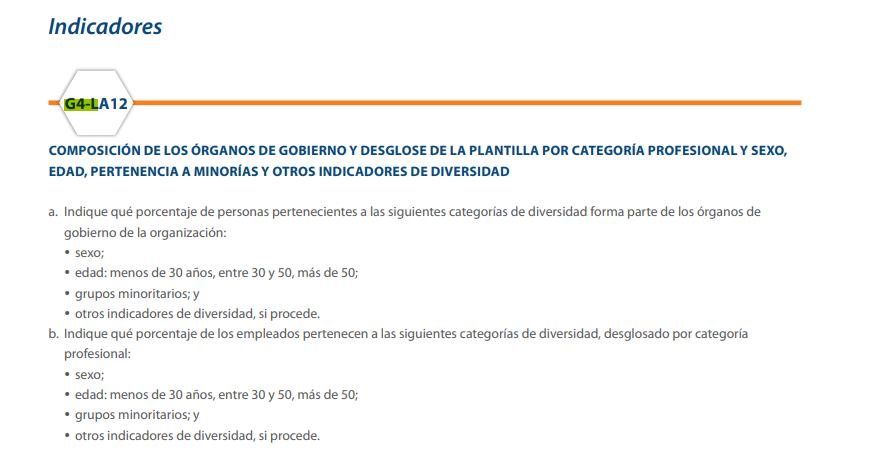 Indicadores
G4-LA12
COMPOSICIÓN DE LOS ÓRGANOS DE GOBIERNO Y DESGLOSE DE LA PLANTILLA POR CATEGORÍA PROFESIONAL Y SEXO,
EDAD, PERTENENCIA A MINORÍAS Y OTROS INDICADORES DE DIVERSIDAD
a. Indique qué porcentaje de personas pertenecientes a las siguientes categorías de diversidad forma parte de los órganos de
gobierno de la organización:
• sexo;
• edad: menos de 30 años, entre 30 y 50, más de 50;
• grupos minoritarios; y
• otros indicadores de diversidad, si procede.
b. Indique qué porcentaje de los empleados pertenecen a las siguientes categorías de diversidad, desglosado por categoría
profesional:
• sexo;
• edad: menos de 30 años, entre 30 y 50, más de 50;
• grupos minoritarios; y
• otros indicadores de diversidad, si procede.